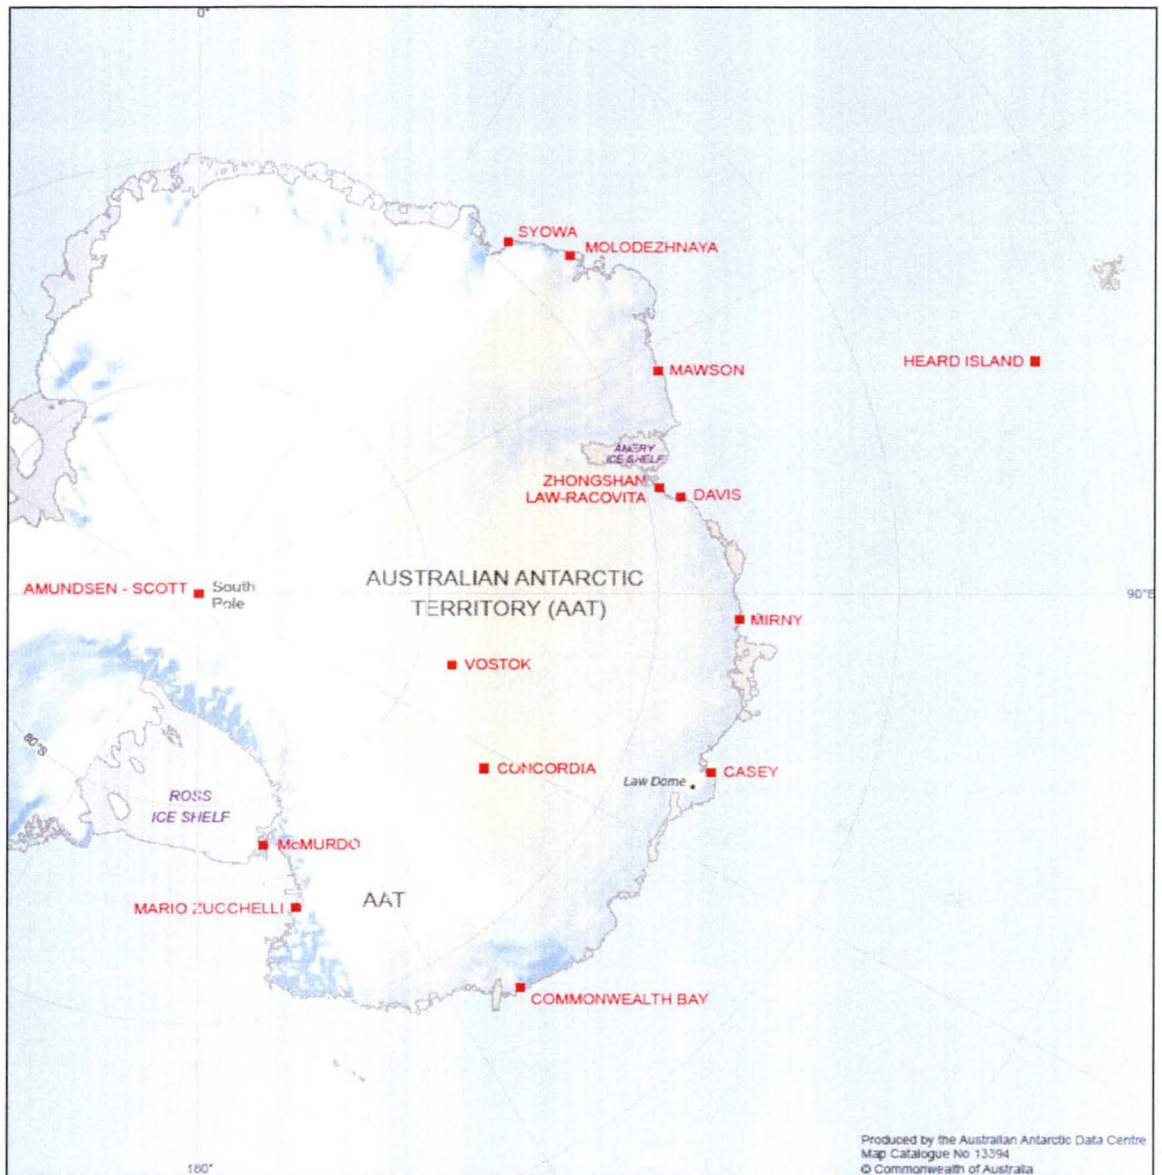 0°
SYOWA
MOLODEZHNAYA
HEARD ISLAND
MAWSON
AMERY
ICE SHELF
ZHONGSHAN
LAW-RACOVITA
DAVIS
AUSTRALIAN ANTARCTIC
TERRITORY (AAT)
AMUNDSEN - SCOTT
South
Pole
90°E
MIRNY
VOSTOK
80°S
CONCORDIA
Law Dome
CASEY
ROSS
ICE SHELF
McMURDO
MARIO ZUCCHELLI
AAT
COMMONWEALTH BAY
Produced by the Australian Antarctic Data Centre
Map Catalogue No 13394
© Commonwealth of Australia
180°